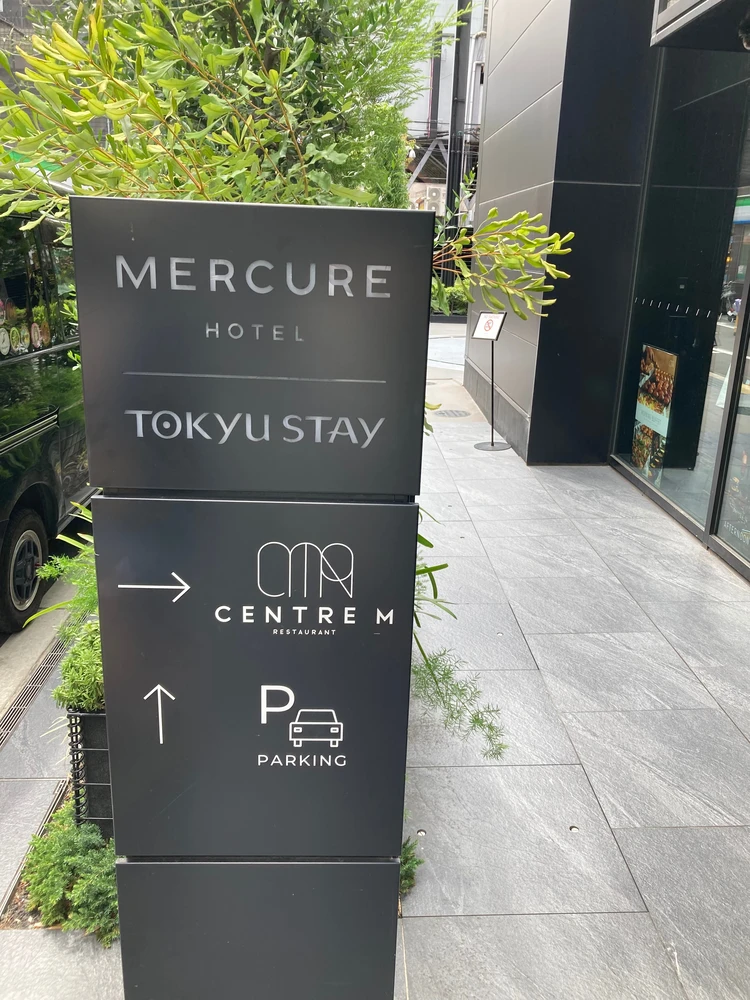 MERCURE
HOTEL
TOKYU STAY
CENTRE M
RESTAURANT
P
PARKING